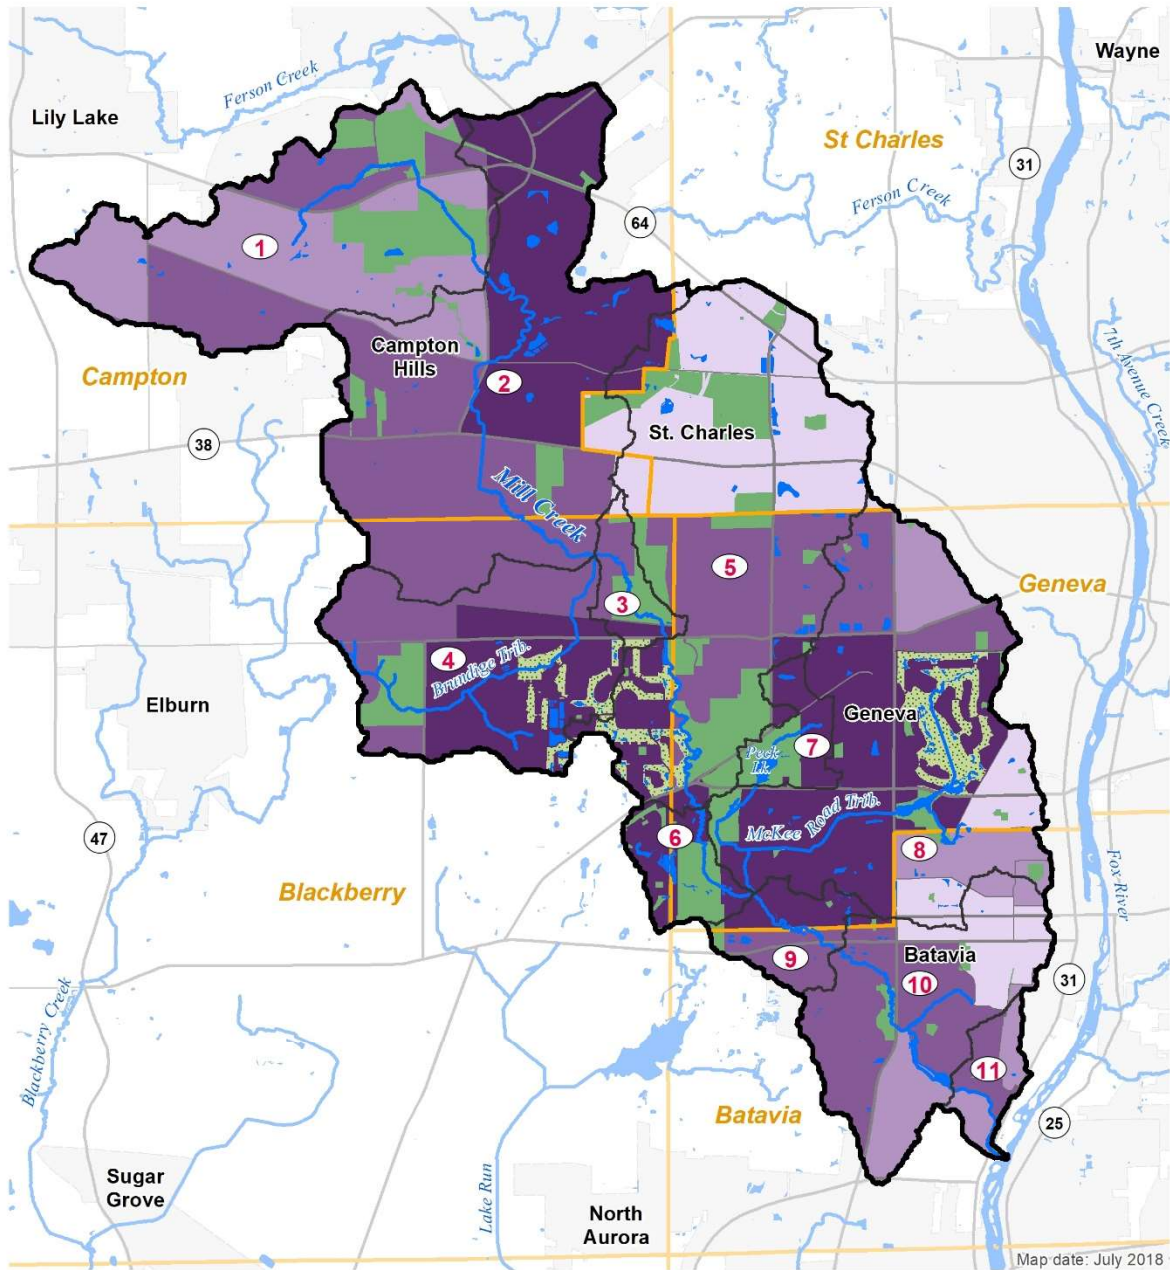 Wayne
Ferson Creek
Lily Lake
St Charles
31
Ferson Creek
64
1
7th Avenue Creek
Campton
Hills
Campton
2
St. Charles
38
Mill Creek
5
Geneva
3
4
Brundige Trib.
Elburn
Geneva
7
Peck
Lk.
McKee Road Trib.
6
47
8
Blackberry
Fox River
Batavia
9
10
31
Blackberry Creek
11
Batavia
25
Sugar
Grove
Lake Run
North
Aurora
Map date: July 2018